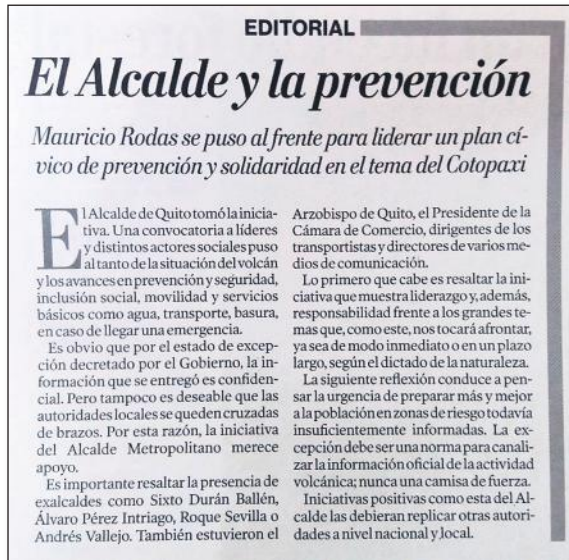 EDITORIAL
El Alcalde y la prevención
Mauricio Rodas se puso al frente para liderar un plan cí-
vico de prevención y solidaridad en el tema del Cotopaxi
El Alcalde de Quito tomó la inicia-
tiva. Una convocatoria a líderes
y distintos actores sociales puso
al tanto de la situación del volcán
y los avances en prevención y seguridad,
inclusión social, movilidad y servicios
básicos como agua, transporte, basura,
en caso de llegar una emergencia.
Es obvio que por el estado de excep-
ción decretado por el Gobierno, la in-
formación que se entregó es confiden-
cial. Pero tampoco es deseable que las
autoridades locales se queden cruzadas
de brazos. Por esta razón, la iniciativa
del Alcalde Metropolitano merece
apoyo.
Es importante resaltar la presencia de
exalcaldes como Sixto Durán Ballén,
Álvaro Pérez Intriago, Roque Sevilla o
Andrés Vallejo. También estuvieron el
Arzobispo de Quito, el Presidente de la
Cámara de Comercio, dirigentes de los
transportistas y directores de varios me-
dios de comunicación.
Lo primero que cabe es resaltar la ini-
ciativa que muestra liderazgo y, además,
responsabilidad frente a los grandes te-
mas que, como este, nos tocará afrontar,
ya sea de modo inmediato o en un plazo
largo, según el dictado de la naturaleza.
La siguiente reflexión conduce a pen-
sar la urgencia de preparar más y mejor
a la población en zonas de riesgo todavía
insuficientemente informadas. La ex-
cepción debe ser una norma para canali-
zar la información oficial de la actividad
volcánica; nunca una camisa de fuerza.
Iniciativas positivas como esta del Al-
calde las debieran replicar otras autori-
dades a nivel nacional y local.